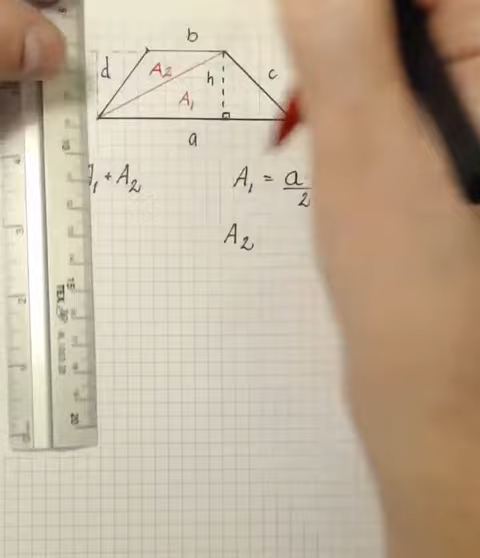 b
d A₂ h c
A₁
a
A₁ + A₂ A₁ = a/2
A₂